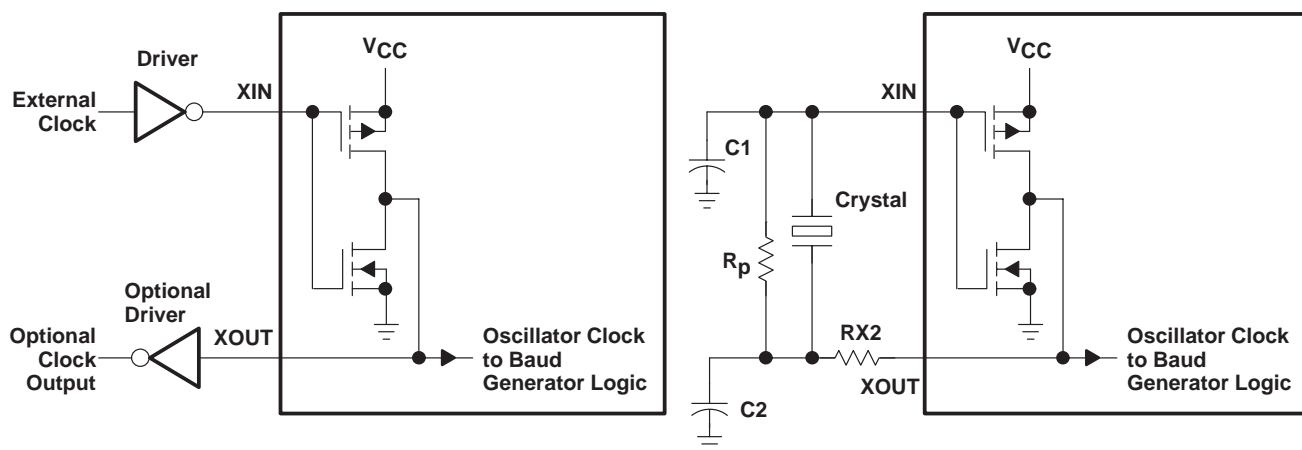 VCC
Driver
XIN
External
Clock
Optional
Driver
XOUT
Optional
Clock
Output
Oscillator Clock
to Baud
Generator Logic
VCC
XIN
C1
Crystal
Rp
RX2
XOUT
C2
Oscillator Clock
to Baud
Generator Logic